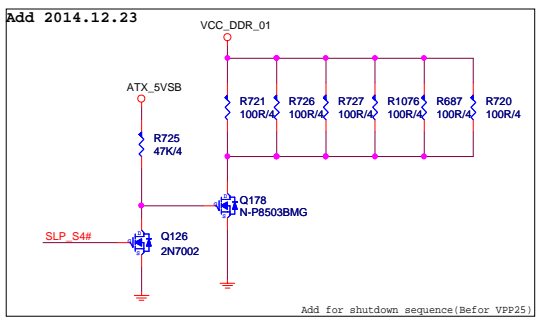 Add 2014.12.23
VCC_DDR_01
ATX_5VSB
R721
100R/4
R726
100R/4
R727
100R/4
R1076
100R/4
R687
100R/4
R720
100R/4
R725
47K/4
Q178
N-P8503BMG
D
G
S
SLP_S4#
Q126
2N7002
D
G
S
Add for shutdown sequence(Befor VPP25)